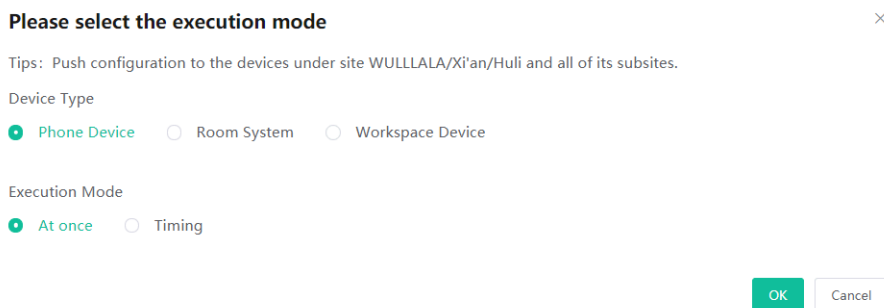 Please select the execution mode
Tips: Push configuration to the devices under site WULLLALA/Xi'an/Huli and all of its subsites.
Device Type
Phone Device Room System Workspace Device
Execution Mode
At once Timing
OK Cancel